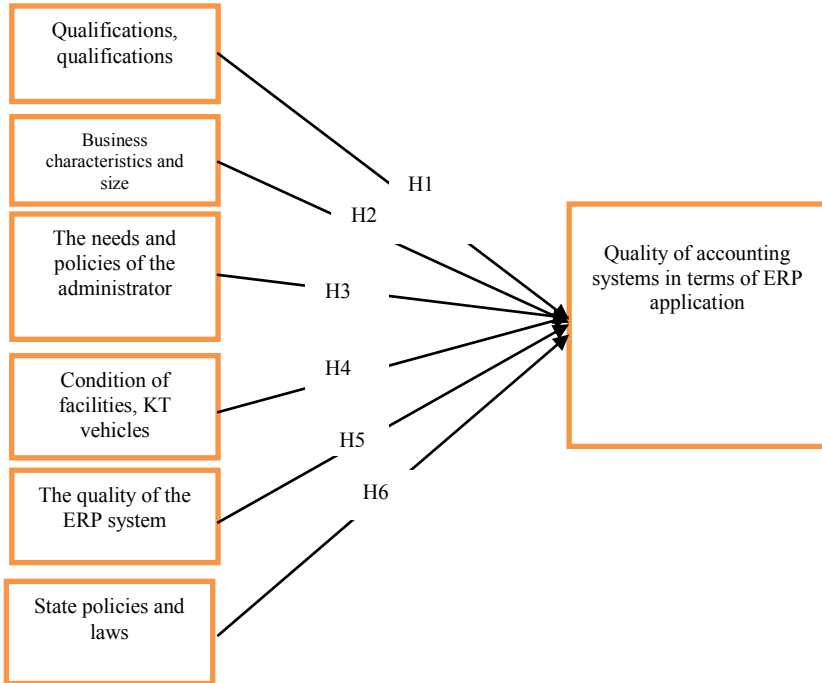 Qualifications,
qualifications
Business
characteristics and
size
The needs and
policies of the
administrator
Condition of
facilities, KT
vehicles
The quality of the
ERP system
State policies and
laws
H1
H2
H3
H4
H5
H6
Quality of accounting
systems in terms of ERP
application